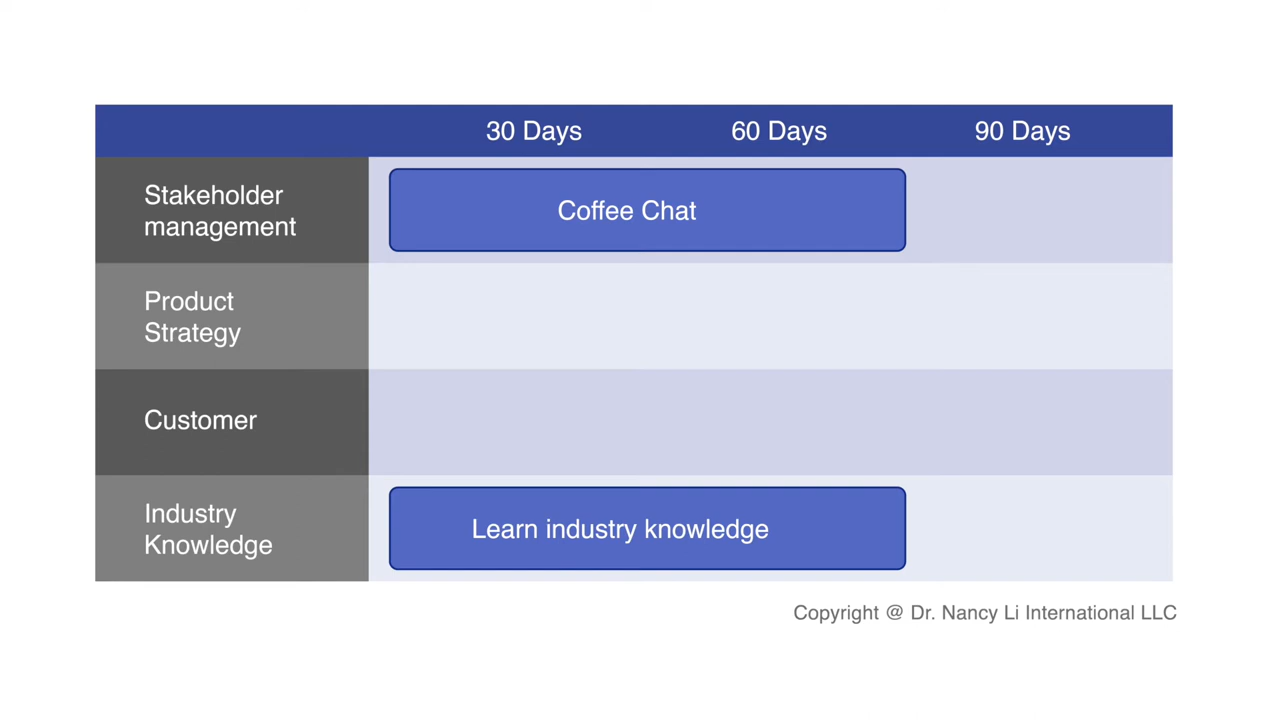 30 Days 60 Days 90 Days
Stakeholder
management
Coffee Chat
Product
Strategy
Customer
Industry
Knowledge
Learn industry knowledge
Copyright @ Dr. Nancy Li International LLC